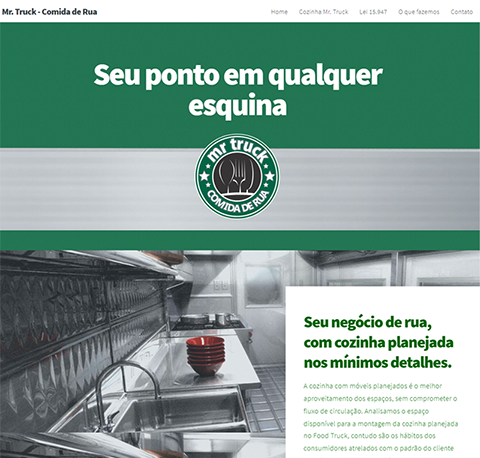 Mr. Truck - Comida de Rua
Home Cozinha Mr. Truck Lei 15.947 O que fazemos Contato
Seu ponto em qualquer
esquina
mr truck
COMIDA DE RUA
Seu negócio de rua,
com cozinha planejada
nos mínimos detalhes.
A cozinha com móveis planejados é o melhor
aproveitamento dos espaços, sem comprometer o
fluxo de circulação. Analisamos o espaço
disponível para a montagem da cozinha planejada
no Food Truck, contudo são os hábitos dos
consumidores atrelados com o padrão do cliente